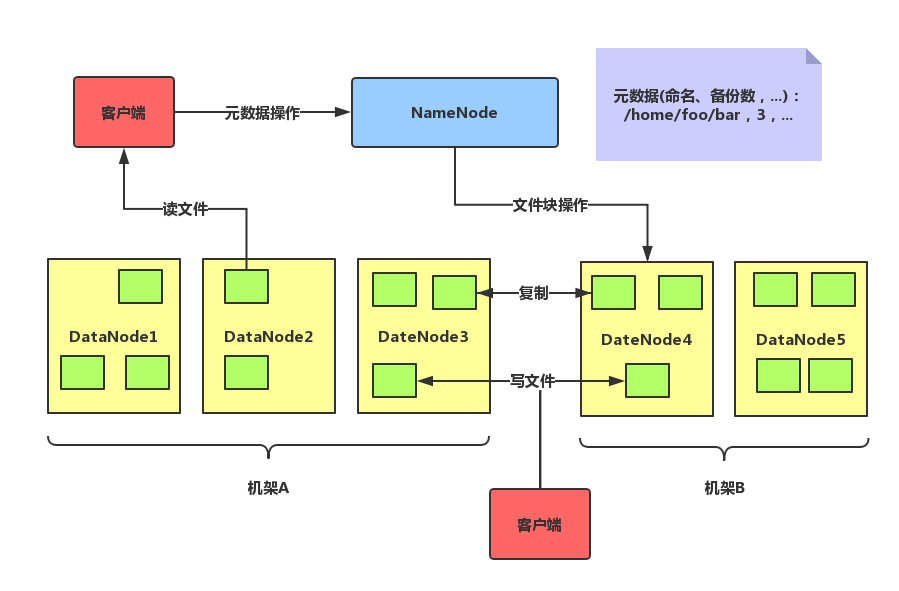 客户端
元数据操作
NameNode
元数据(命名、备份数，...)：
/home/foo/bar，3，...
读文件
文件块操作
DataNode1
DataNode2
DateNode3
复制
DateNode4
DataNode5
写文件
机架A
机架B
客户端